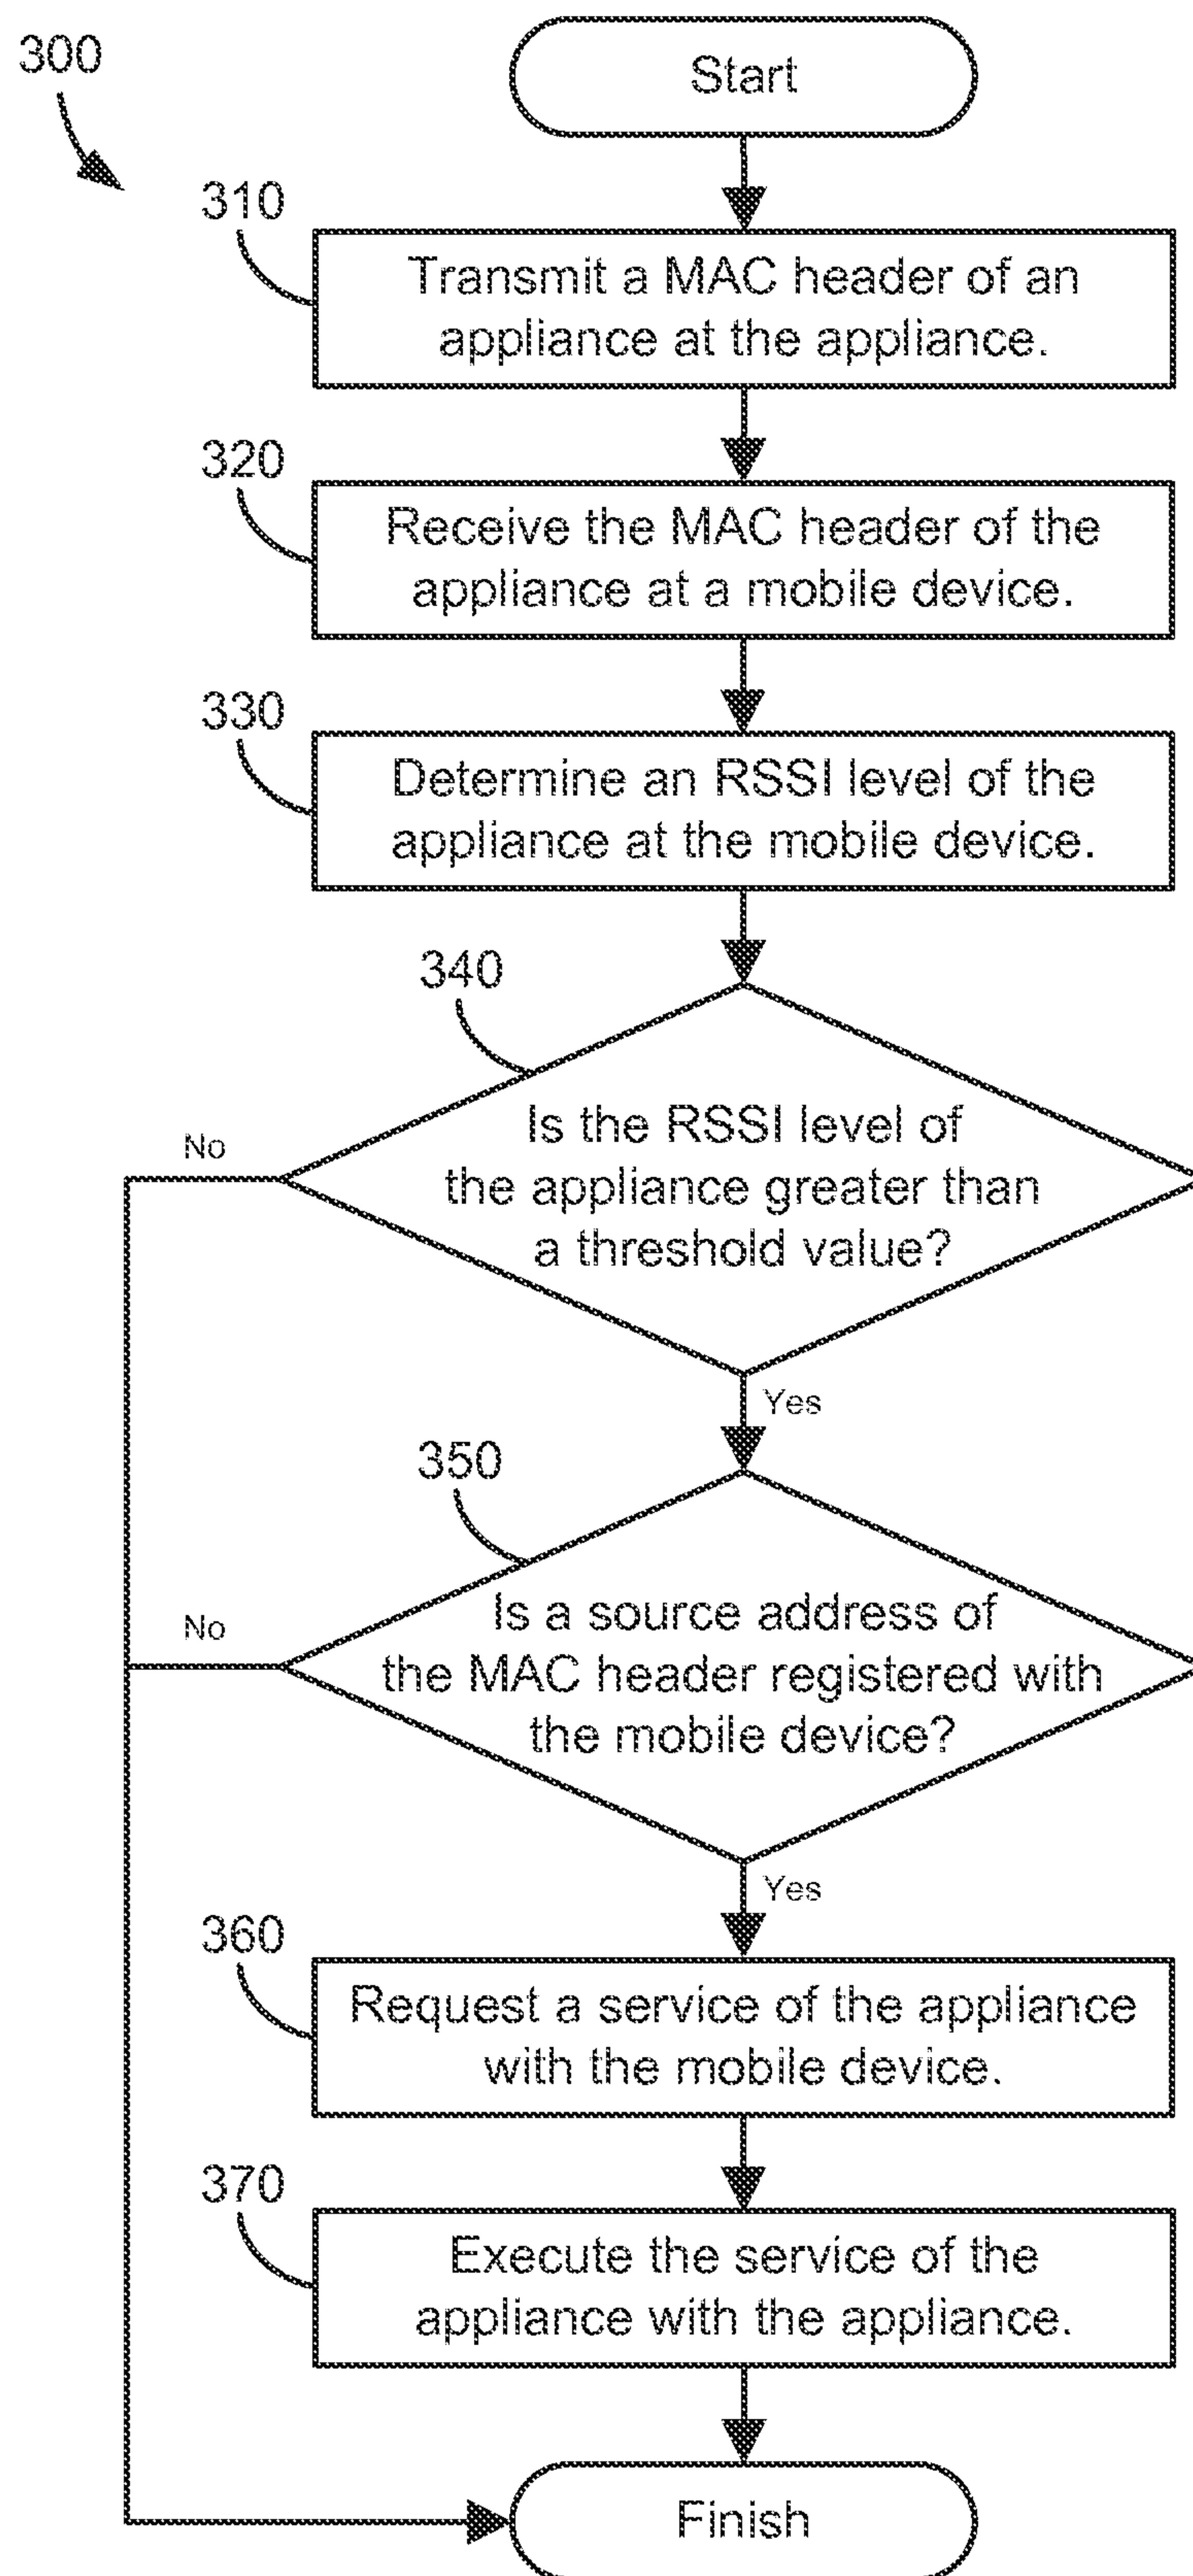 300
Start
310
Transmit a MAC header of an
appliance at the appliance.
320
Receive the MAC header of the
appliance at a mobile device.
330
Determine an RSSI level of the
appliance at the mobile device.
340
Is the RSSI level of
the appliance greater than
a threshold value?
No
Yes
350
Is a source address of
the MAC header registered with
the mobile device?
No
Yes
360
Request a service of the appliance
with the mobile device.
370
Execute the service of the
appliance with the appliance.
Finish